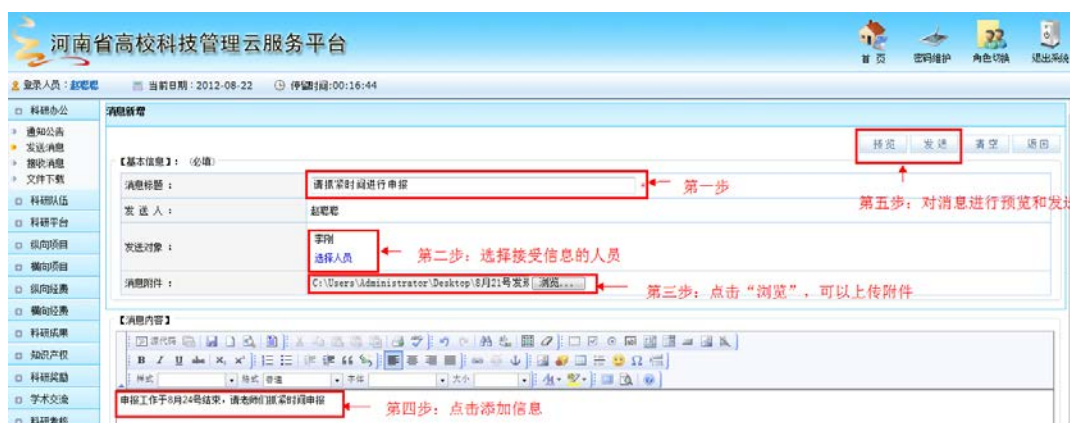 河南省高校科技管理云服务平台
首 页
密码维护
角色切换
退出系统
登录人员：赵聪聪
当前日期：2012-08-22
停留时间:00:16:44
科研办公
通知公告
发送消息
接收消息
文件下载
科研队伍
科研平台
纵向项目
横向项目
纵向经费
横向经费
科研成果
知识产权
科研奖励
学术交流
科研考核
消息新增
预览
发 送
清 空
返 回
第五步：对消息进行预览和发送
【基本信息】：（必填）
消息标题：
请抓紧时间进行申报
*
第一步
发 送 人：
赵聪聪
发送对象：
李刚
选择人员
第二步：选择接受信息的人员
消息附件：
C:\Users\Administrator\Desktop\8月21号发
浏览...
第三步：点击“浏览”，可以上传附件
【消息内容】
源代码
B I U abc X₂ X²
样式
格式 普通
字体
大小
申报工作于8月24号结束，请老师们抓紧时间申报
第四步：点击添加信息